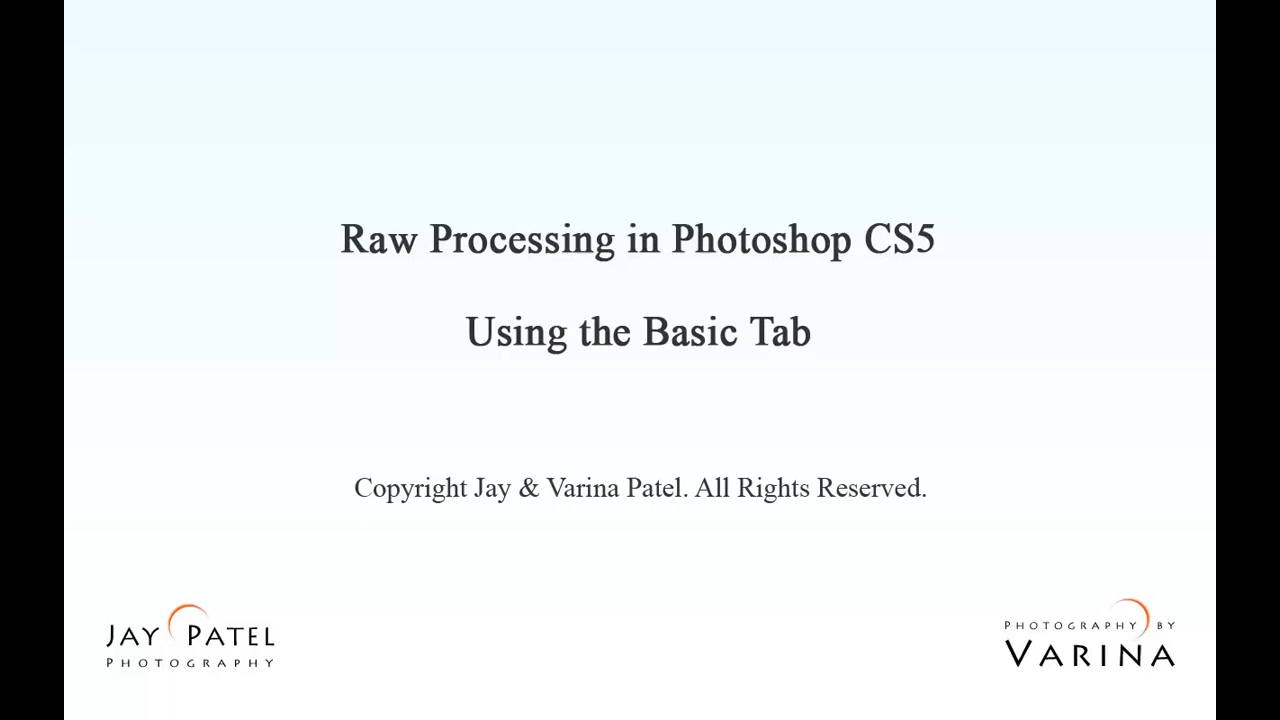 Raw Processing in Photoshop CS5
Using the Basic Tab
Copyright Jay & Varina Patel. All Rights Reserved.
JAY PATEL
PHOTOGRAPHY
PHOTOGRAPHY BY
VARINA